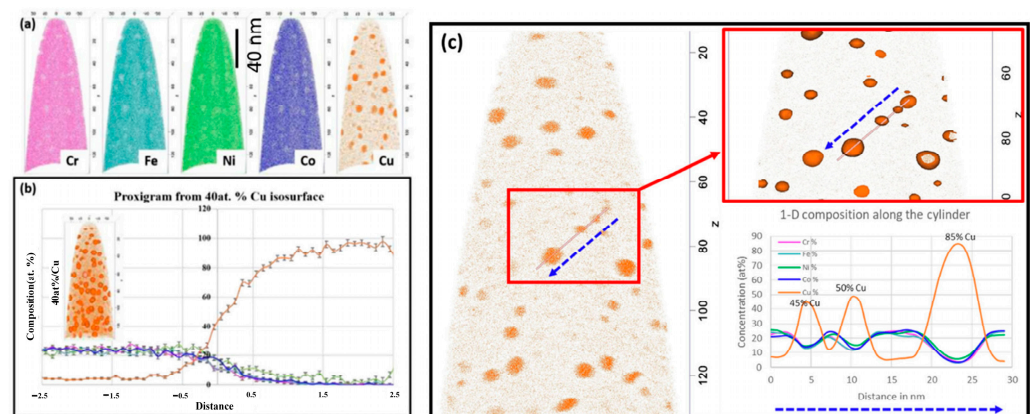 (a)
40 nm
Cr
Fe
Ni
Co
Cu
(b)
Proxigram from 40at. % Cu isosurface
Composition(at. %)
40at%/Cu
120
100
80
60
40
20
0
−2.5
−1.5
−0.5
0.5
1.5
2.5
Distance
(c)
20
40
60
z
80
100
120
60
z
80
100
1-D composition along the cylinder
Concentration (at%)
90
80
70
60
50
40
30
20
10
0
Cr%
Fe%
Ni%
Co%
Cu%
45% Cu
50% Cu
85% Cu
0
5
10
15
20
25
30
Distance in nm